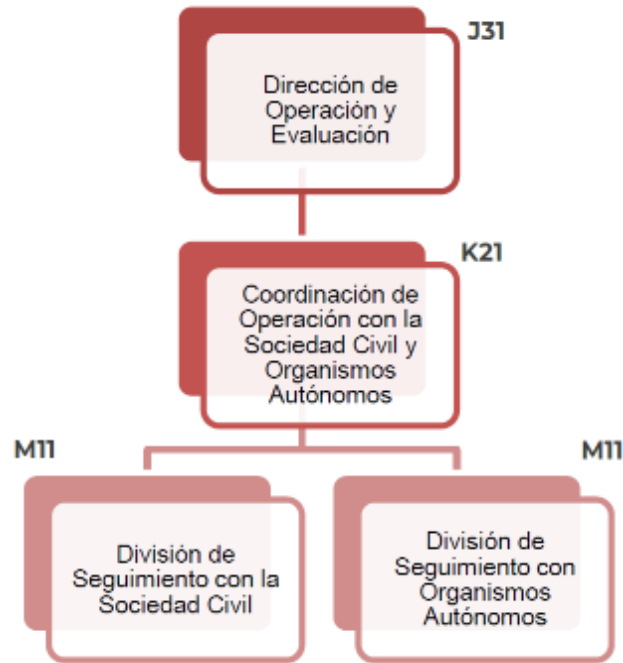 J31
Dirección de
Operación y
Evaluación
K21
Coordinación de
Operación con la
Sociedad Civil y
Organismos
Autónomos
M11
División de
Seguimiento con la
Sociedad Civil
M11
División de
Seguimiento con
Organismos
Autónomos